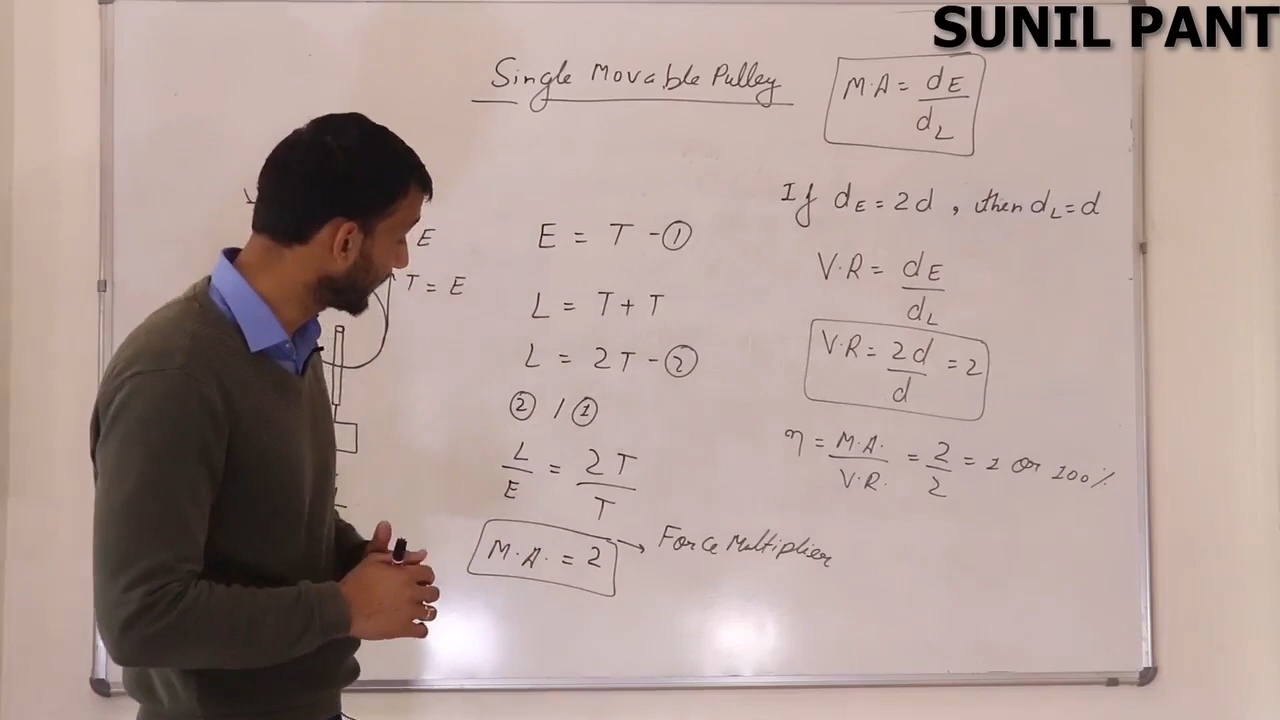 SUNIL PANT
Single Movable Pulley
M.A = dE/dL
E
T = E
E = T - ①
L = T + T
L = 2T - ②
② / ①
L/E = 2T/T
M.A. = 2 → Force Multiplier
If dE = 2d , then dL = d
V.R = dE/dL
V.R = 2d/d = 2
η = M.A./V.R. = 2/2 = 1 or 100%